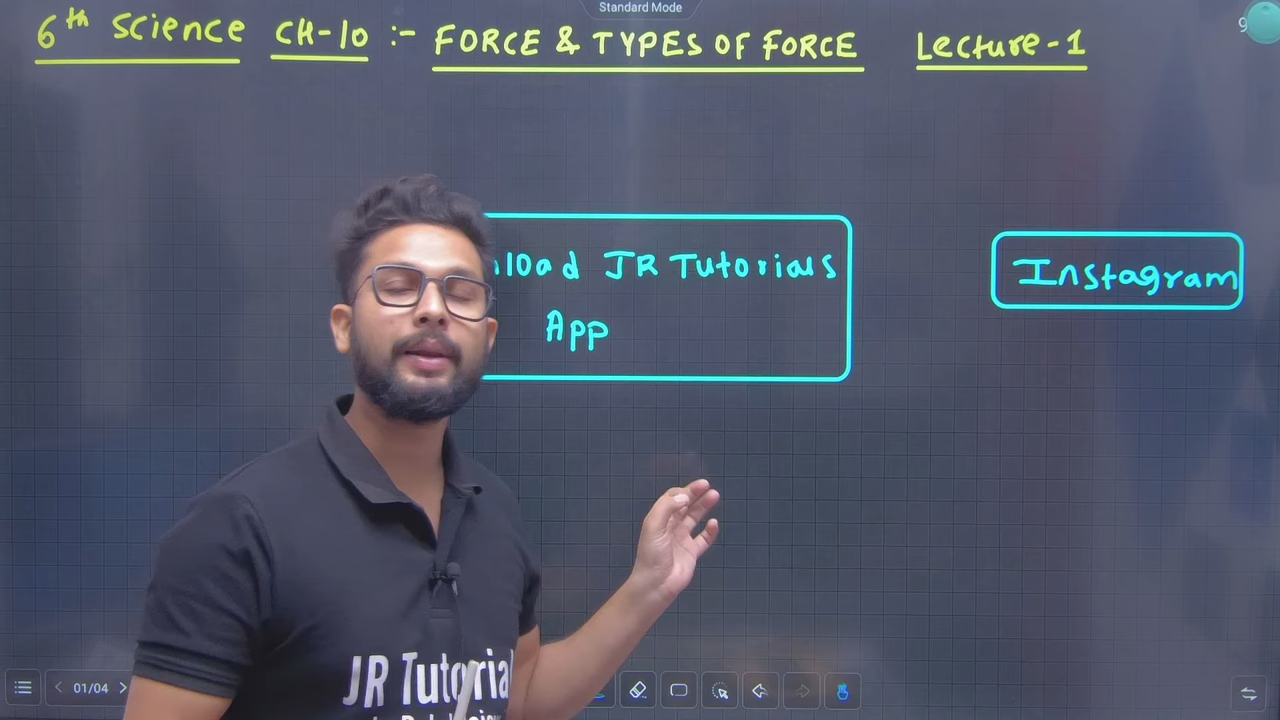 Standard Mode
6th Science CH-10 :- FORCE & TYPES OF FORCE Lecture-1
JR Tutorials
App
Instagram
JR Tutorial
01/04